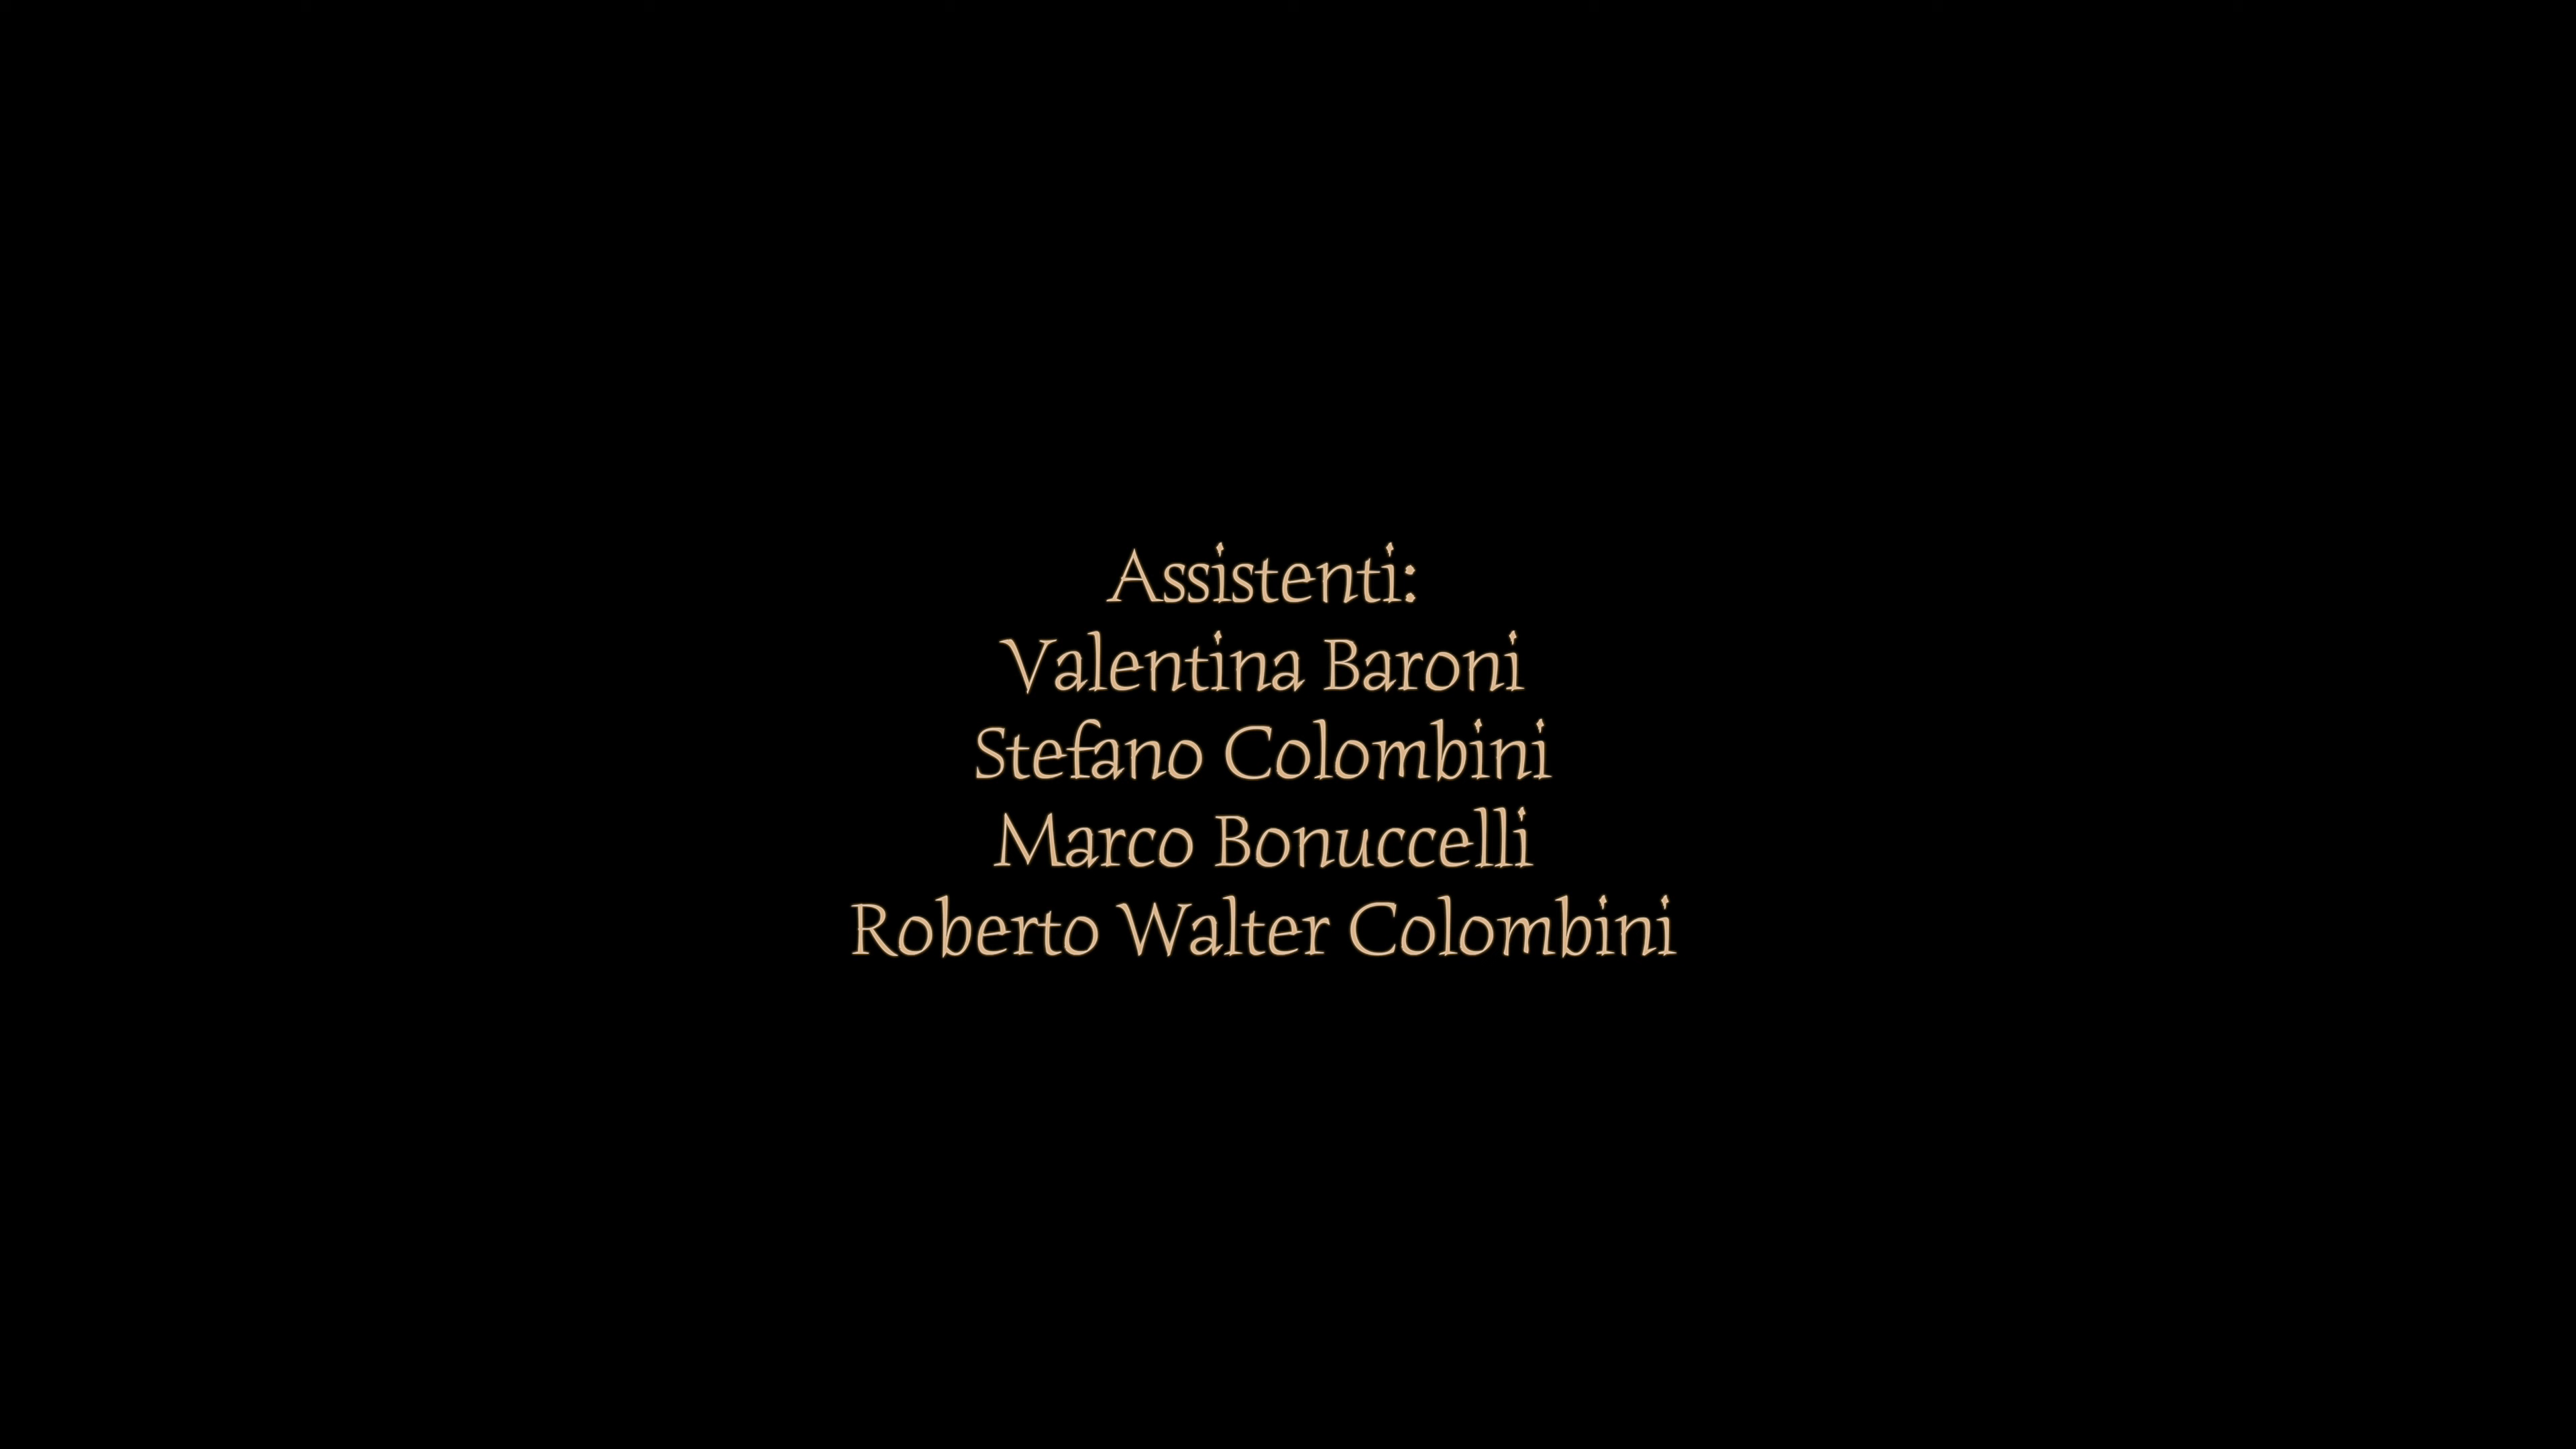 Assistenti:
Valentina Baroni
Stefano Colombini
Marco Bonuccelli
Roberto Walter Colombini